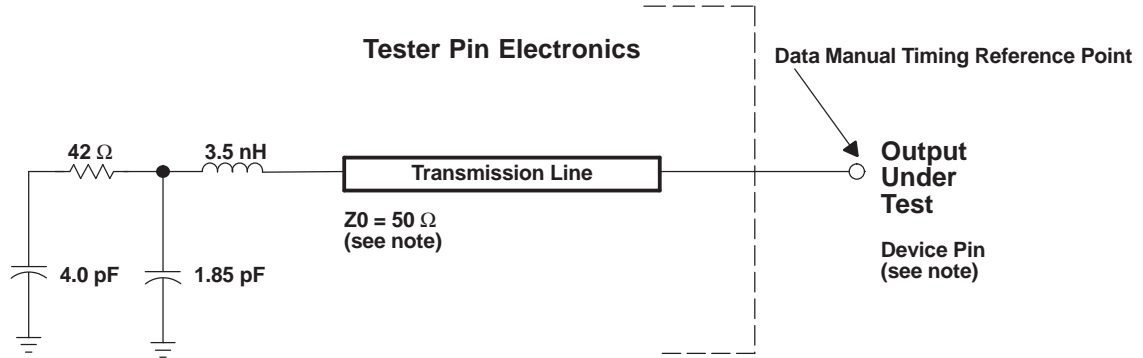 Tester Pin Electronics
Data Manual Timing Reference Point
42 Ω
3.5 nH
Transmission Line
Output
Under
Test
Z0 = 50 Ω
(see note)
Device Pin
(see note)
4.0 pF
1.85 pF